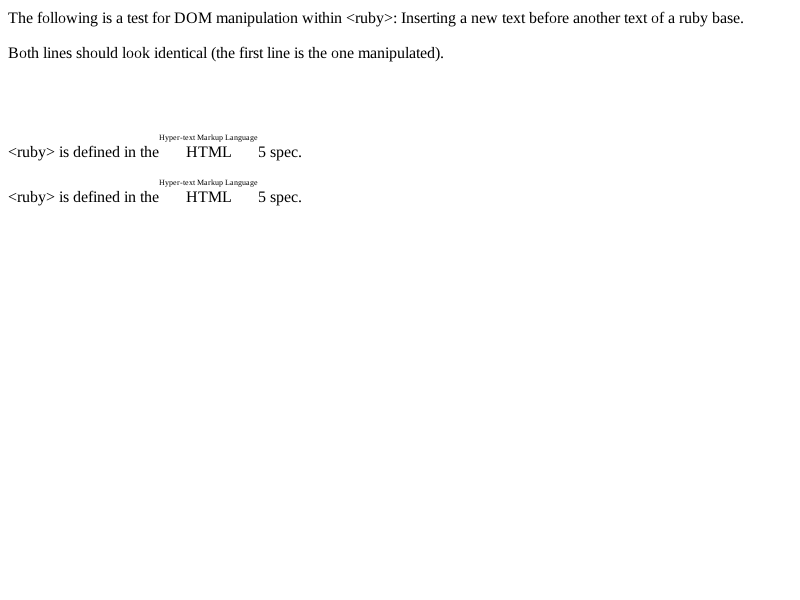 The following is a test for DOM manipulation within <ruby>: Inserting a new text before another text of a ruby base.
Both lines should look identical (the first line is the one manipulated).
Hyper-text Markup Language
<ruby> is defined in the HTML 5 spec.
Hyper-text Markup Language
<ruby> is defined in the HTML 5 spec.